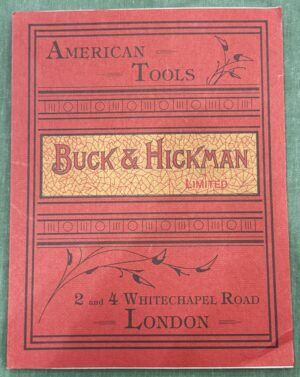 AMERICAN
TOOLS
BUCK & HICKMAN
LIMITED
2 and 4 WHITECHAPEL ROAD
LONDON